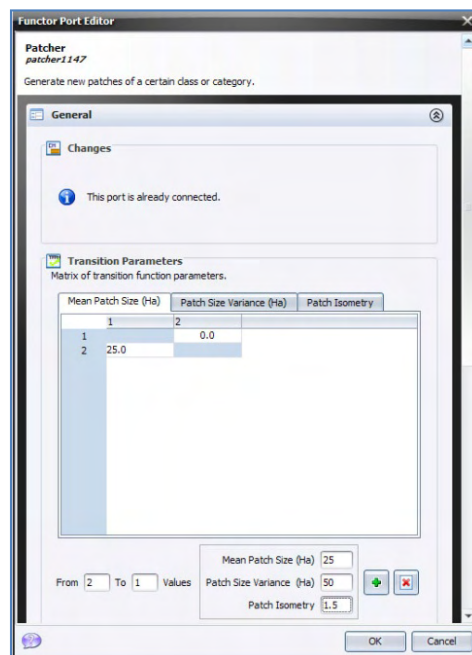 Functor Port Editor
Patcher
patcher1147
Generate new patches of a certain class or category.
General
Changes
This port is already connected.
Transition Parameters
Matrix of transition function parameters.
Mean Patch Size (Ha) Patch Size Variance (Ha) Patch Isometry
1 2
1 0.0
2 25.0
Mean Patch Size (Ha) 25
From 2 To 1 Values Patch Size Variance (Ha) 50
Patch Isometry 1.5
OK Cancel